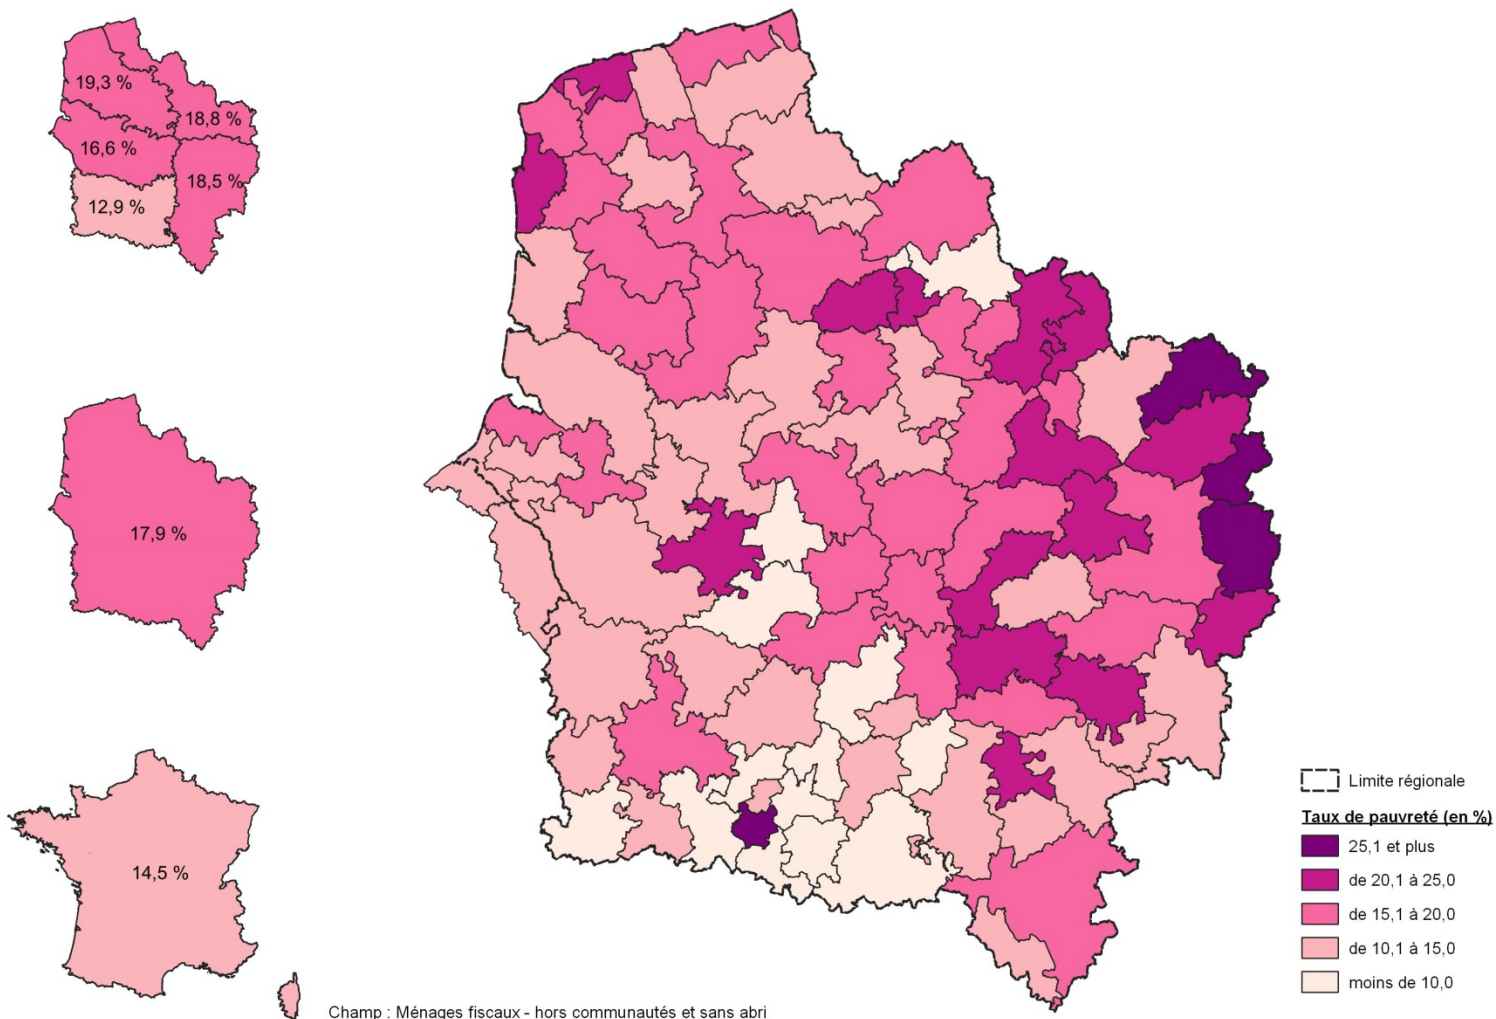 19,3 %
18,8 %
16,6 %
18,5 %
12,9 %
17,9 %
14,5 %
Limite régionale
Taux de pauvreté (en %)
25,1 et plus
de 20,1 à 25,0
de 15,1 à 20,0
de 10,1 à 15,0
moins de 10,0
Champ : Ménages fiscaux - hors communautés et sans abri